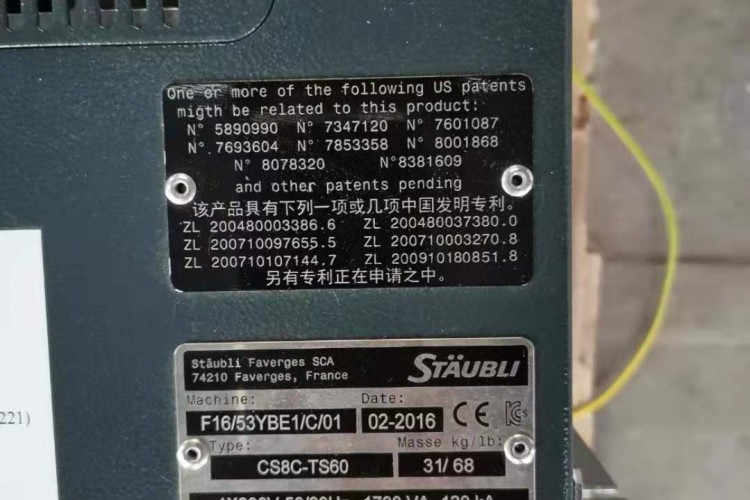 One or more of the following US patents
migth be related to this product:
N° 5890990 N° 7347120 N° 7601087
N° 7693604 N° 7853358 N° 8001868
N° 8078320 N°8381609
and other patents pending
该产品具有下列一项或几项中国发明专利。
ZL 200480003386.6 ZL 200480037380.0
ZL 200710097655.5 ZL 200710003270.8
ZL 200710107144.7 ZL 200910180851.8
另有专利正在申请之中。
Stäubli Faverges SCA
74210 Faverges, France
STÄUBLI
Machine: Date:
F16/53YBE1/C/01 02-2016 CE
Type: Masse kg/lb:
CS8C-TS60 31/ 68
221)